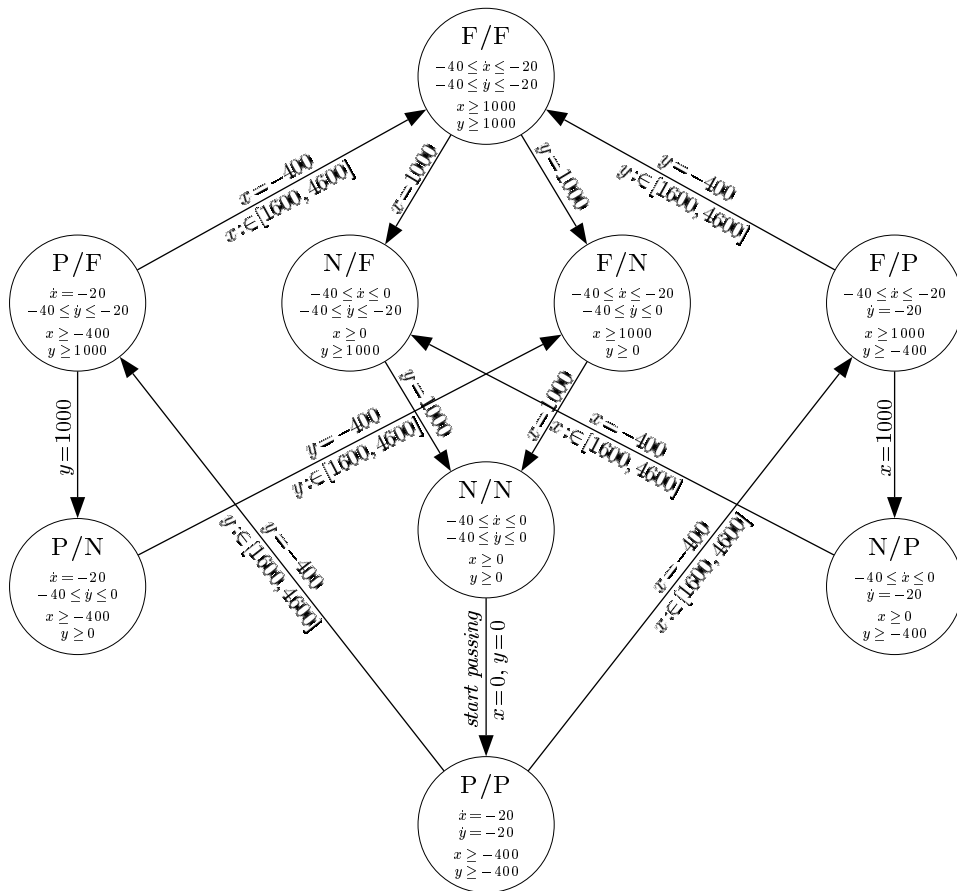 F/F
−40 ≤ ẋ ≤ −20
−40 ≤ ẏ ≤ −20
x ≥ 1000
y ≥ 1000
x = −400
x :∈ [1600, 4600]
x = 1000
y = 1000
y = −400
y :∈ [1600, 4600]
P/F
ẋ = −20
−40 ≤ ẏ ≤ −20
x ≥ −400
y ≥ 1000
N/F
−40 ≤ ẋ ≤ 0
−40 ≤ ẏ ≤ −20
x ≥ 0
y ≥ 1000
F/N
−40 ≤ ẋ ≤ −20
−40 ≤ ẏ ≤ 0
x ≥ 1000
y ≥ 0
F/P
−40 ≤ ẋ ≤ −20
ẏ = −20
x ≥ 1000
y ≥ −400
y = 1000
y = −400
y :∈ [1600, 4600]
y = 1000
x = 1000
x = −400
x :∈ [1600, 4600]
x = 1000
P/N
ẋ = −20
−40 ≤ ẏ ≤ 0
x ≥ −400
y ≥ 0
N/N
−40 ≤ ẋ ≤ 0
−40 ≤ ẏ ≤ 0
x ≥ 0
y ≥ 0
N/P
−40 ≤ ẋ ≤ 0
ẏ = −20
x ≥ 0
y ≥ −400
y = −400
y :∈ [1600, 4600]
start passing
x = 0, y = 0
x = −400
x :∈ [1600, 4600]
P/P
ẋ = −20
ẏ = −20
x ≥ −400
y ≥ −400